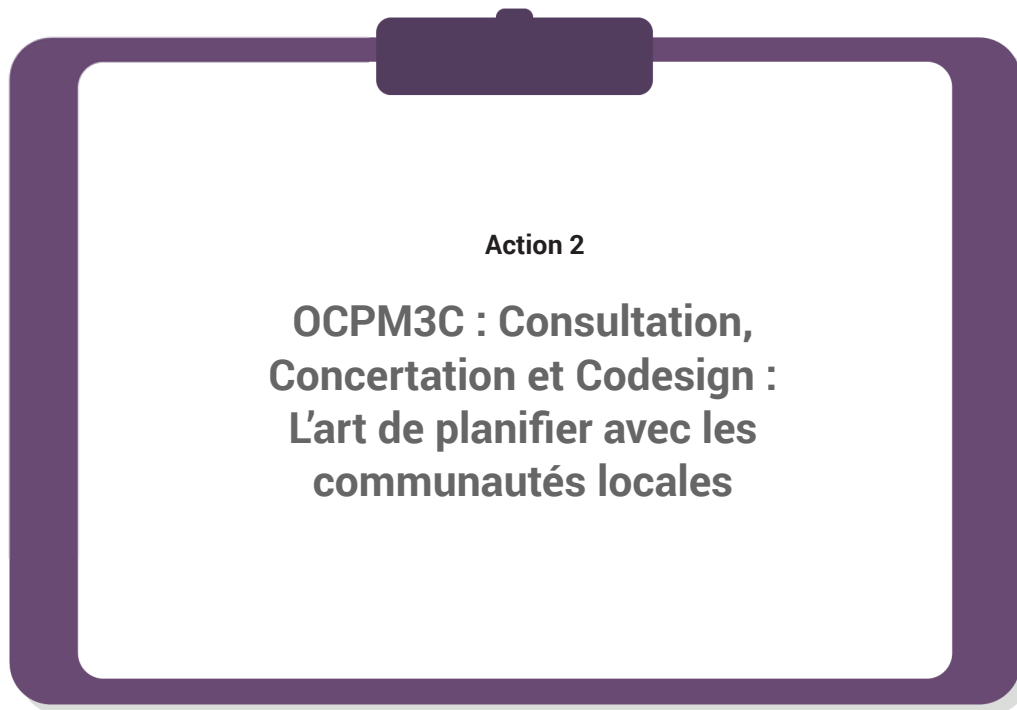 Action 2
OCPM3C : Consultation,
Concertation et Codesign :
L’art de planifier avec les
communautés locales